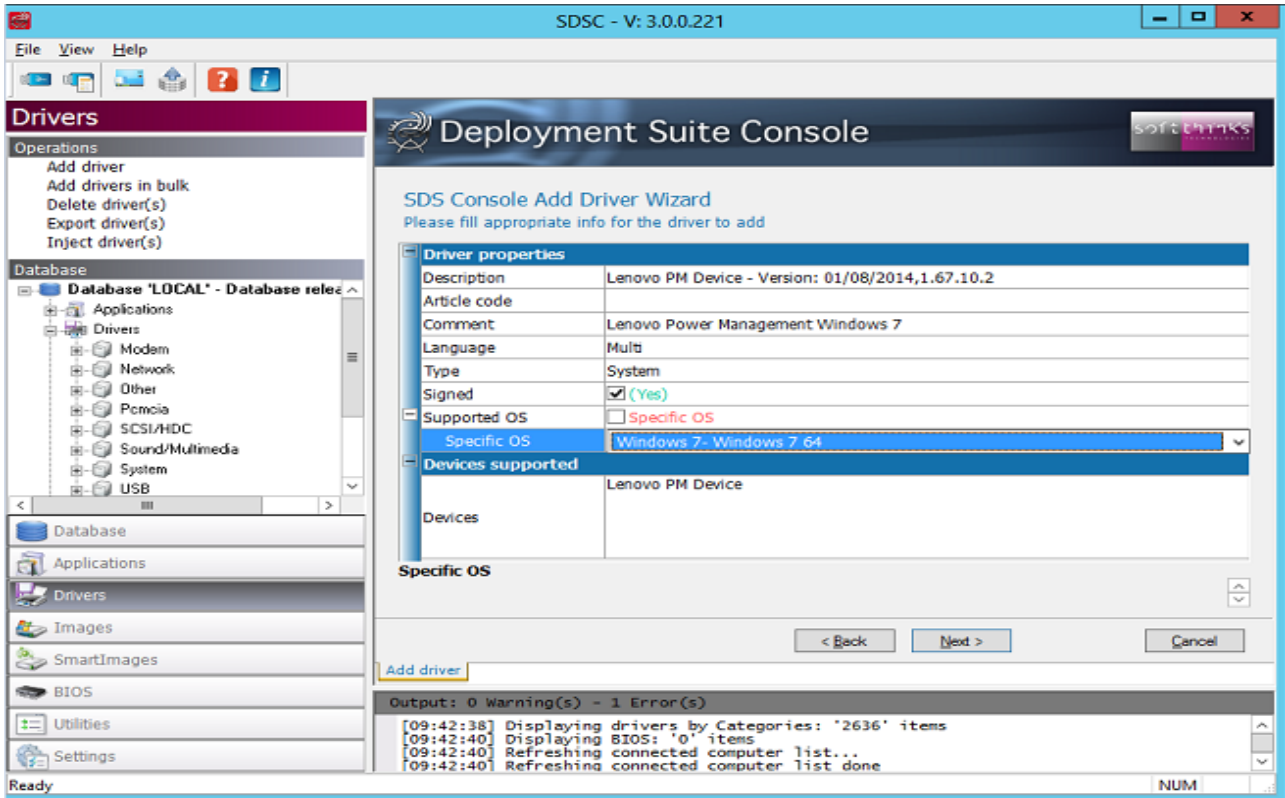 SDSC - V: 3.0.0.221
File View Help
Drivers
Operations
Add driver
Add drivers in bulk
Delete driver(s)
Export driver(s)
Inject driver(s)
Database
Database 'LOCAL' - Database relea
Applications
Drivers
Modem
Network
Other
Pcmcia
SCSI/HDC
Sound/Multimedia
System
USB
Database
Applications
Drivers
Images
SmartImages
BIOS
Utilities
Settings
Deployment Suite Console
softthinks
SDS Console Add Driver Wizard
Please fill appropriate info for the driver to add
Driver properties
Description Lenovo PM Device - Version: 01/08/2014,1.67.10.2
Article code
Comment Lenovo Power Management Windows 7
Language Multi
Type System
Signed (Yes)
Supported OS Specific OS
Specific OS Windows 7- Windows 7 64
Devices supported
Lenovo PM Device
Devices
Specific OS
< Back Next > Cancel
Add driver
Output: 0 Warning(s) - 1 Error(s)
[09:42:38] Displaying drivers by Categories: '2636' items
[09:42:40] Displaying BIOS: '0' items
[09:42:40] Refreshing connected computer list...
[09:42:40] Refreshing connected computer list done
Ready NUM